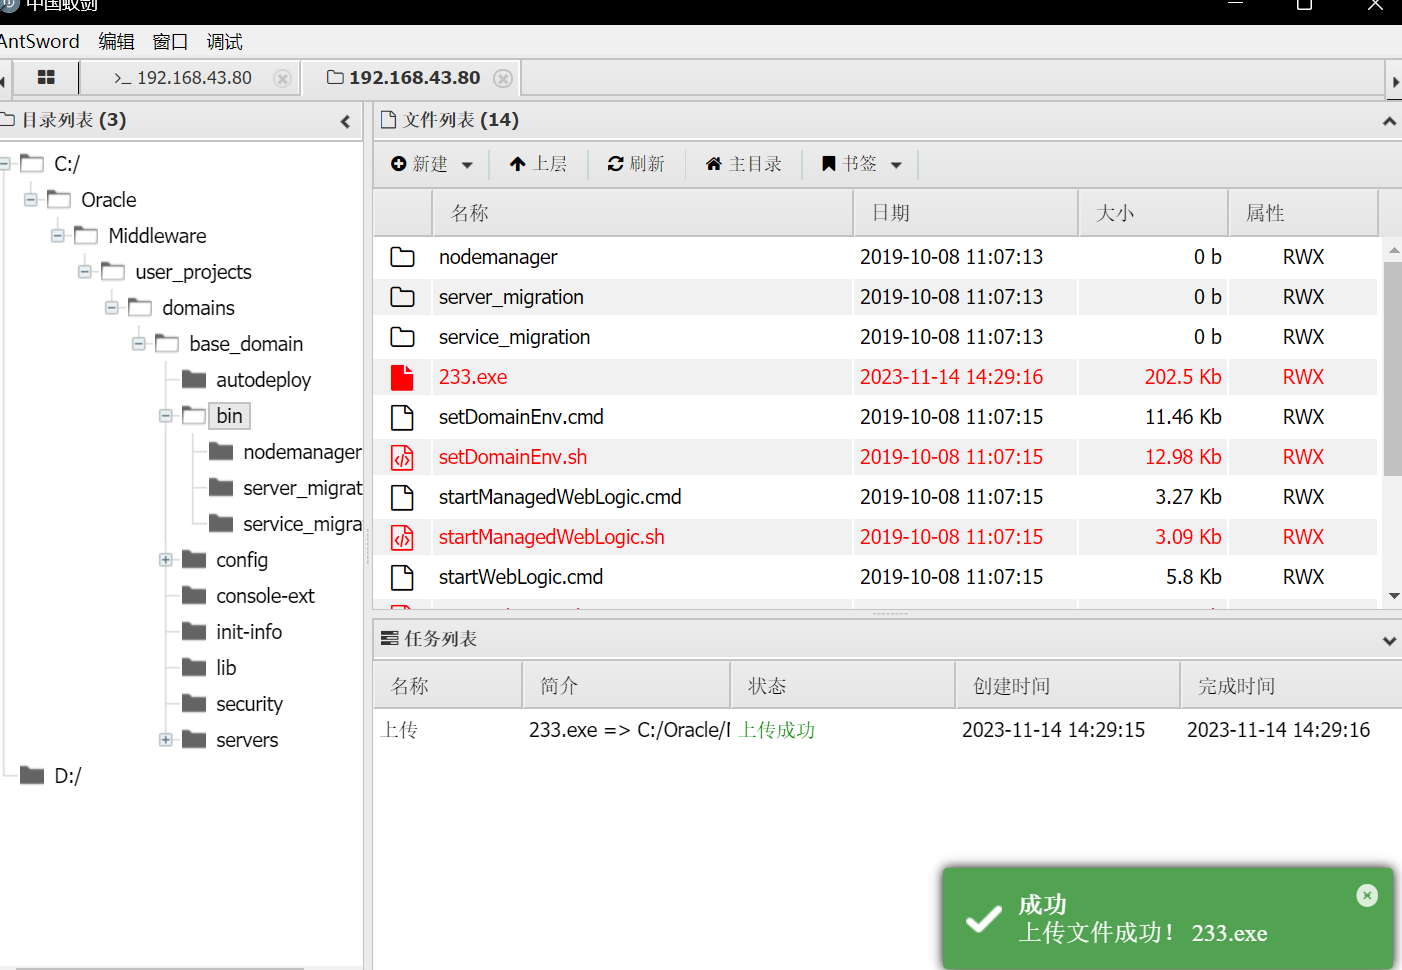 中国蚁剑
AntSword 编辑 窗口 调试
>_ 192.168.43.80
192.168.43.80
目录列表 (3)
C:/
Oracle
Middleware
user_projects
domains
base_domain
autodeploy
bin
nodemanager
server_migrat
service_migra
config
console-ext
init-info
lib
security
servers
D:/
文件列表 (14)
新建 上层 刷新 主目录 书签
名称 日期 大小 属性
nodemanager 2019-10-08 11:07:13 0 b RWX
server_migration 2019-10-08 11:07:13 0 b RWX
service_migration 2019-10-08 11:07:13 0 b RWX
233.exe 2023-11-14 14:29:16 202.5 Kb RWX
setDomainEnv.cmd 2019-10-08 11:07:15 11.46 Kb RWX
setDomainEnv.sh 2019-10-08 11:07:15 12.98 Kb RWX
startManagedWebLogic.cmd 2019-10-08 11:07:15 3.27 Kb RWX
startManagedWebLogic.sh 2019-10-08 11:07:15 3.09 Kb RWX
startWebLogic.cmd 2019-10-08 11:07:15 5.8 Kb RWX
任务列表
名称 简介 状态 创建时间 完成时间
上传 233.exe => C:/Oracle/ 上传成功 2023-11-14 14:29:15 2023-11-14 14:29:16
成功
上传文件成功！ 233.exe